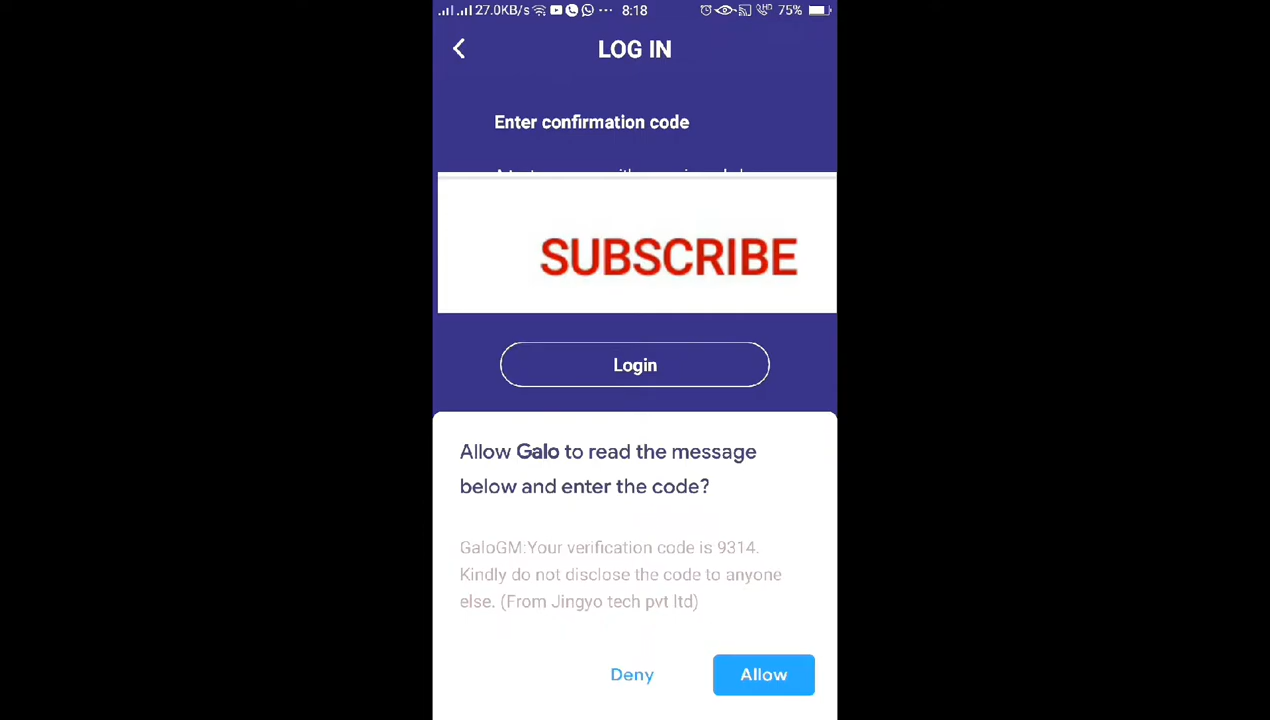 27.0KB/s ... 8:18 75%
LOG IN
Enter confirmation code
SUBSCRIBE
Login
Allow Galo to read the message
below and enter the code?
GaloGM:Your verification code is 9314.
Kindly do not disclose the code to anyone
else. (From Jingyo tech pvt ltd)
Deny Allow